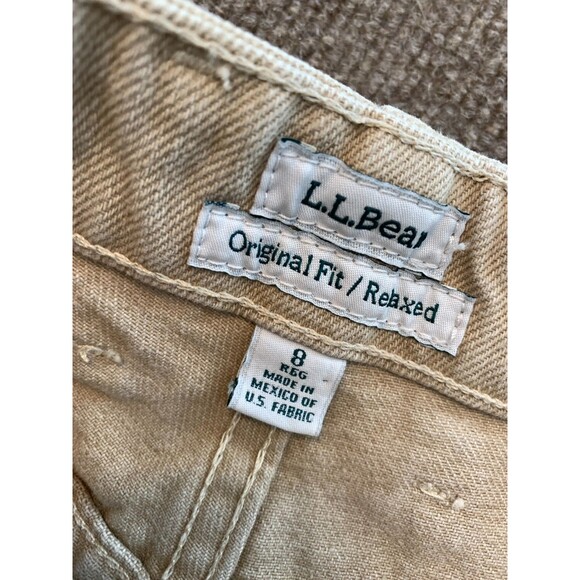 L.L.Bean
Original Fit / Relaxed
8
REG
MADE IN
MEXICO OF
U.S. FABRIC